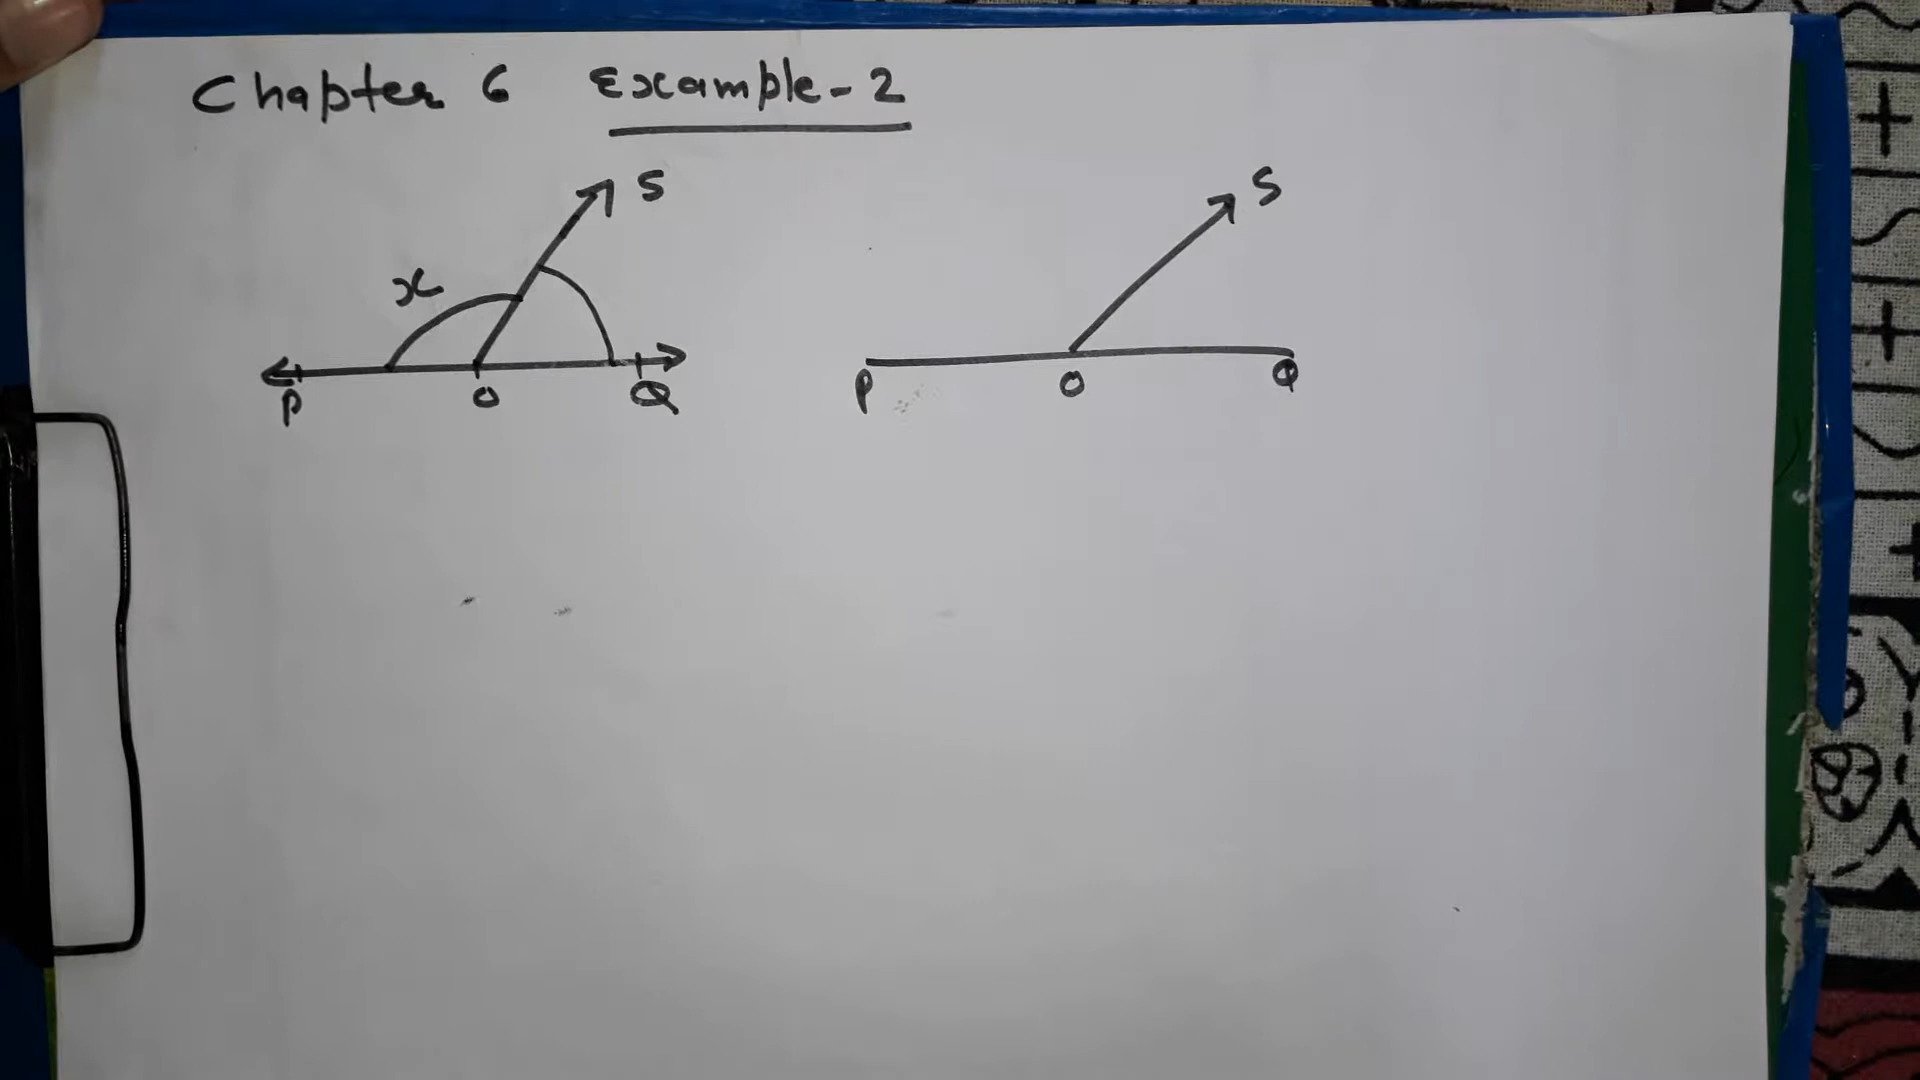 Chapter 6 Example-2
S
x
P O Q
S
P O Q